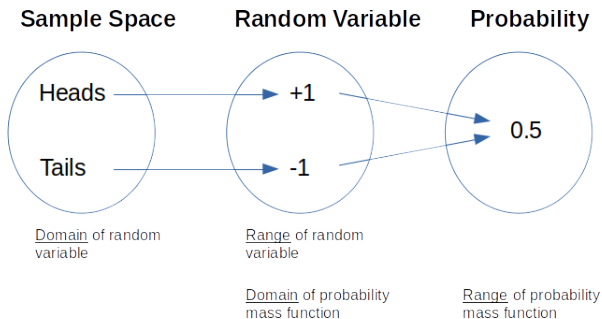 Sample Space
Random Variable
Probability
Heads
+1
0.5
Tails
-1
Domain of random
variable
Range of random
variable
Domain of probability
mass function
Range of probability
mass function